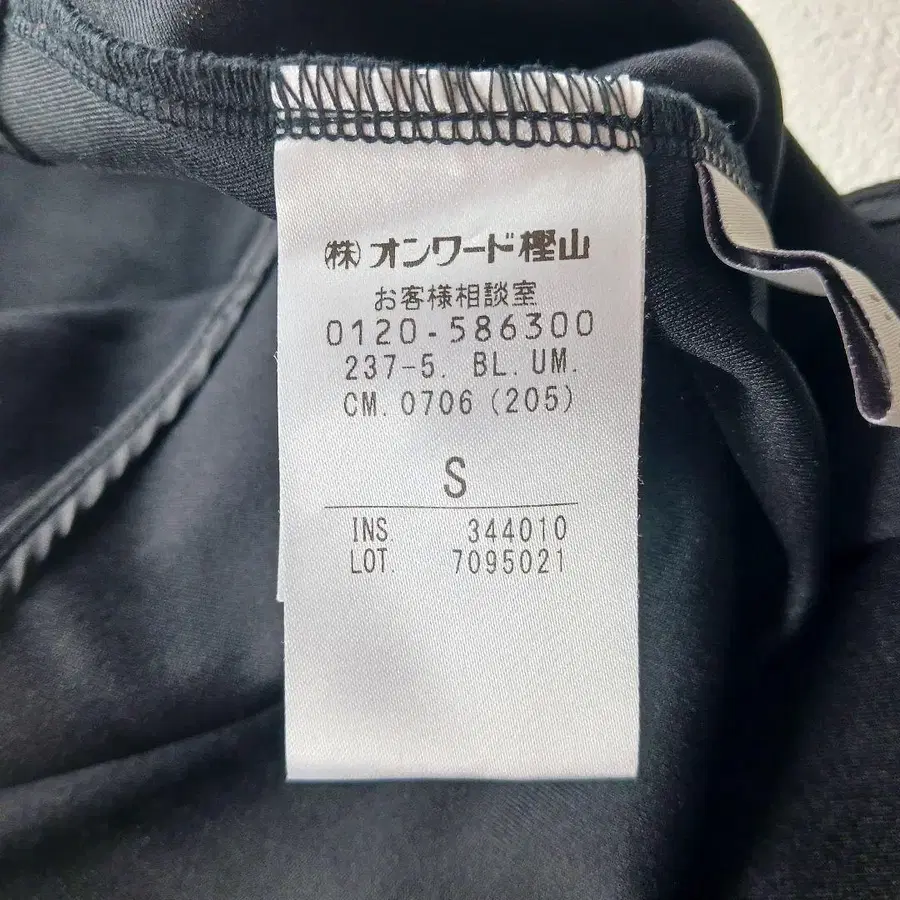 ㈱オンワード樫山
お客様相談室
0120-586300
237-5. BL. UM.
CM. 0706 (205)
S
INS. 344010
LOT. 7095021